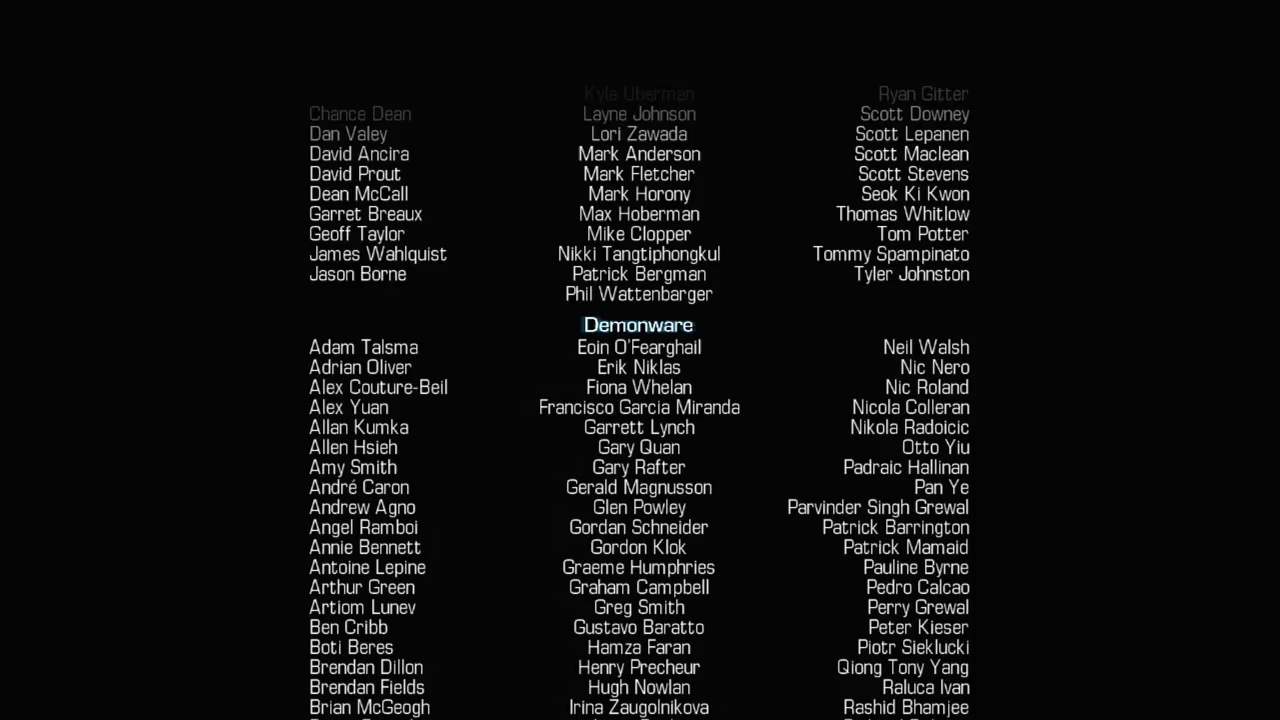 Kyla Uberman Ryan Gitter
Chance Dean Layne Johnson Scott Downey
Dan Valey Lori Zawada Scott Lepanen
David Ancira Mark Anderson Scott Maclean
David Prout Mark Fletcher Scott Stevens
Dean McCall Mark Horony Seok Ki Kwon
Garret Breaux Max Hoberman Thomas Whitlow
Geoff Taylor Mike Clopper Tom Potter
James Wahlquist Nikki Tangtiphongkul Tommy Spampinato
Jason Borne Patrick Bergman Tyler Johnston
Phil Wattenbarger
Demonware
Adam Talsma Eoin O'Fearghail Neil Walsh
Adrian Oliver Erik Niklas Nic Nero
Alex Couture-Beil Fiona Whelan Nic Roland
Alex Yuan Francisco Garcia Miranda Nicola Colleran
Allan Kumka Garrett Lynch Nikola Radoicic
Allen Hsieh Gary Quan Otto Yiu
Amy Smith Gary Rafter Padraic Hallinan
André Caron Gerald Magnusson Pan Ye
Andrew Agno Glen Powley Parvinder Singh Grewal
Angel Ramboi Gordan Schneider Patrick Barrington
Annie Bennett Gordon Klok Patrick Mamaid
Antoine Lepine Graeme Humphries Pauline Byrne
Arthur Green Graham Campbell Pedro Calcao
Artiom Lunev Greg Smith Perry Grewal
Ben Cribb Gustavo Baratto Peter Kieser
Boti Beres Hamza Faran Piotr Sieklucki
Brendan Dillon Henry Precheur Qiong Tony Yang
Brendan Fields Hugh Nowlan Raluca Ivan
Brian McGeogh Irina Zaugolnikova Rashid Bhamjee